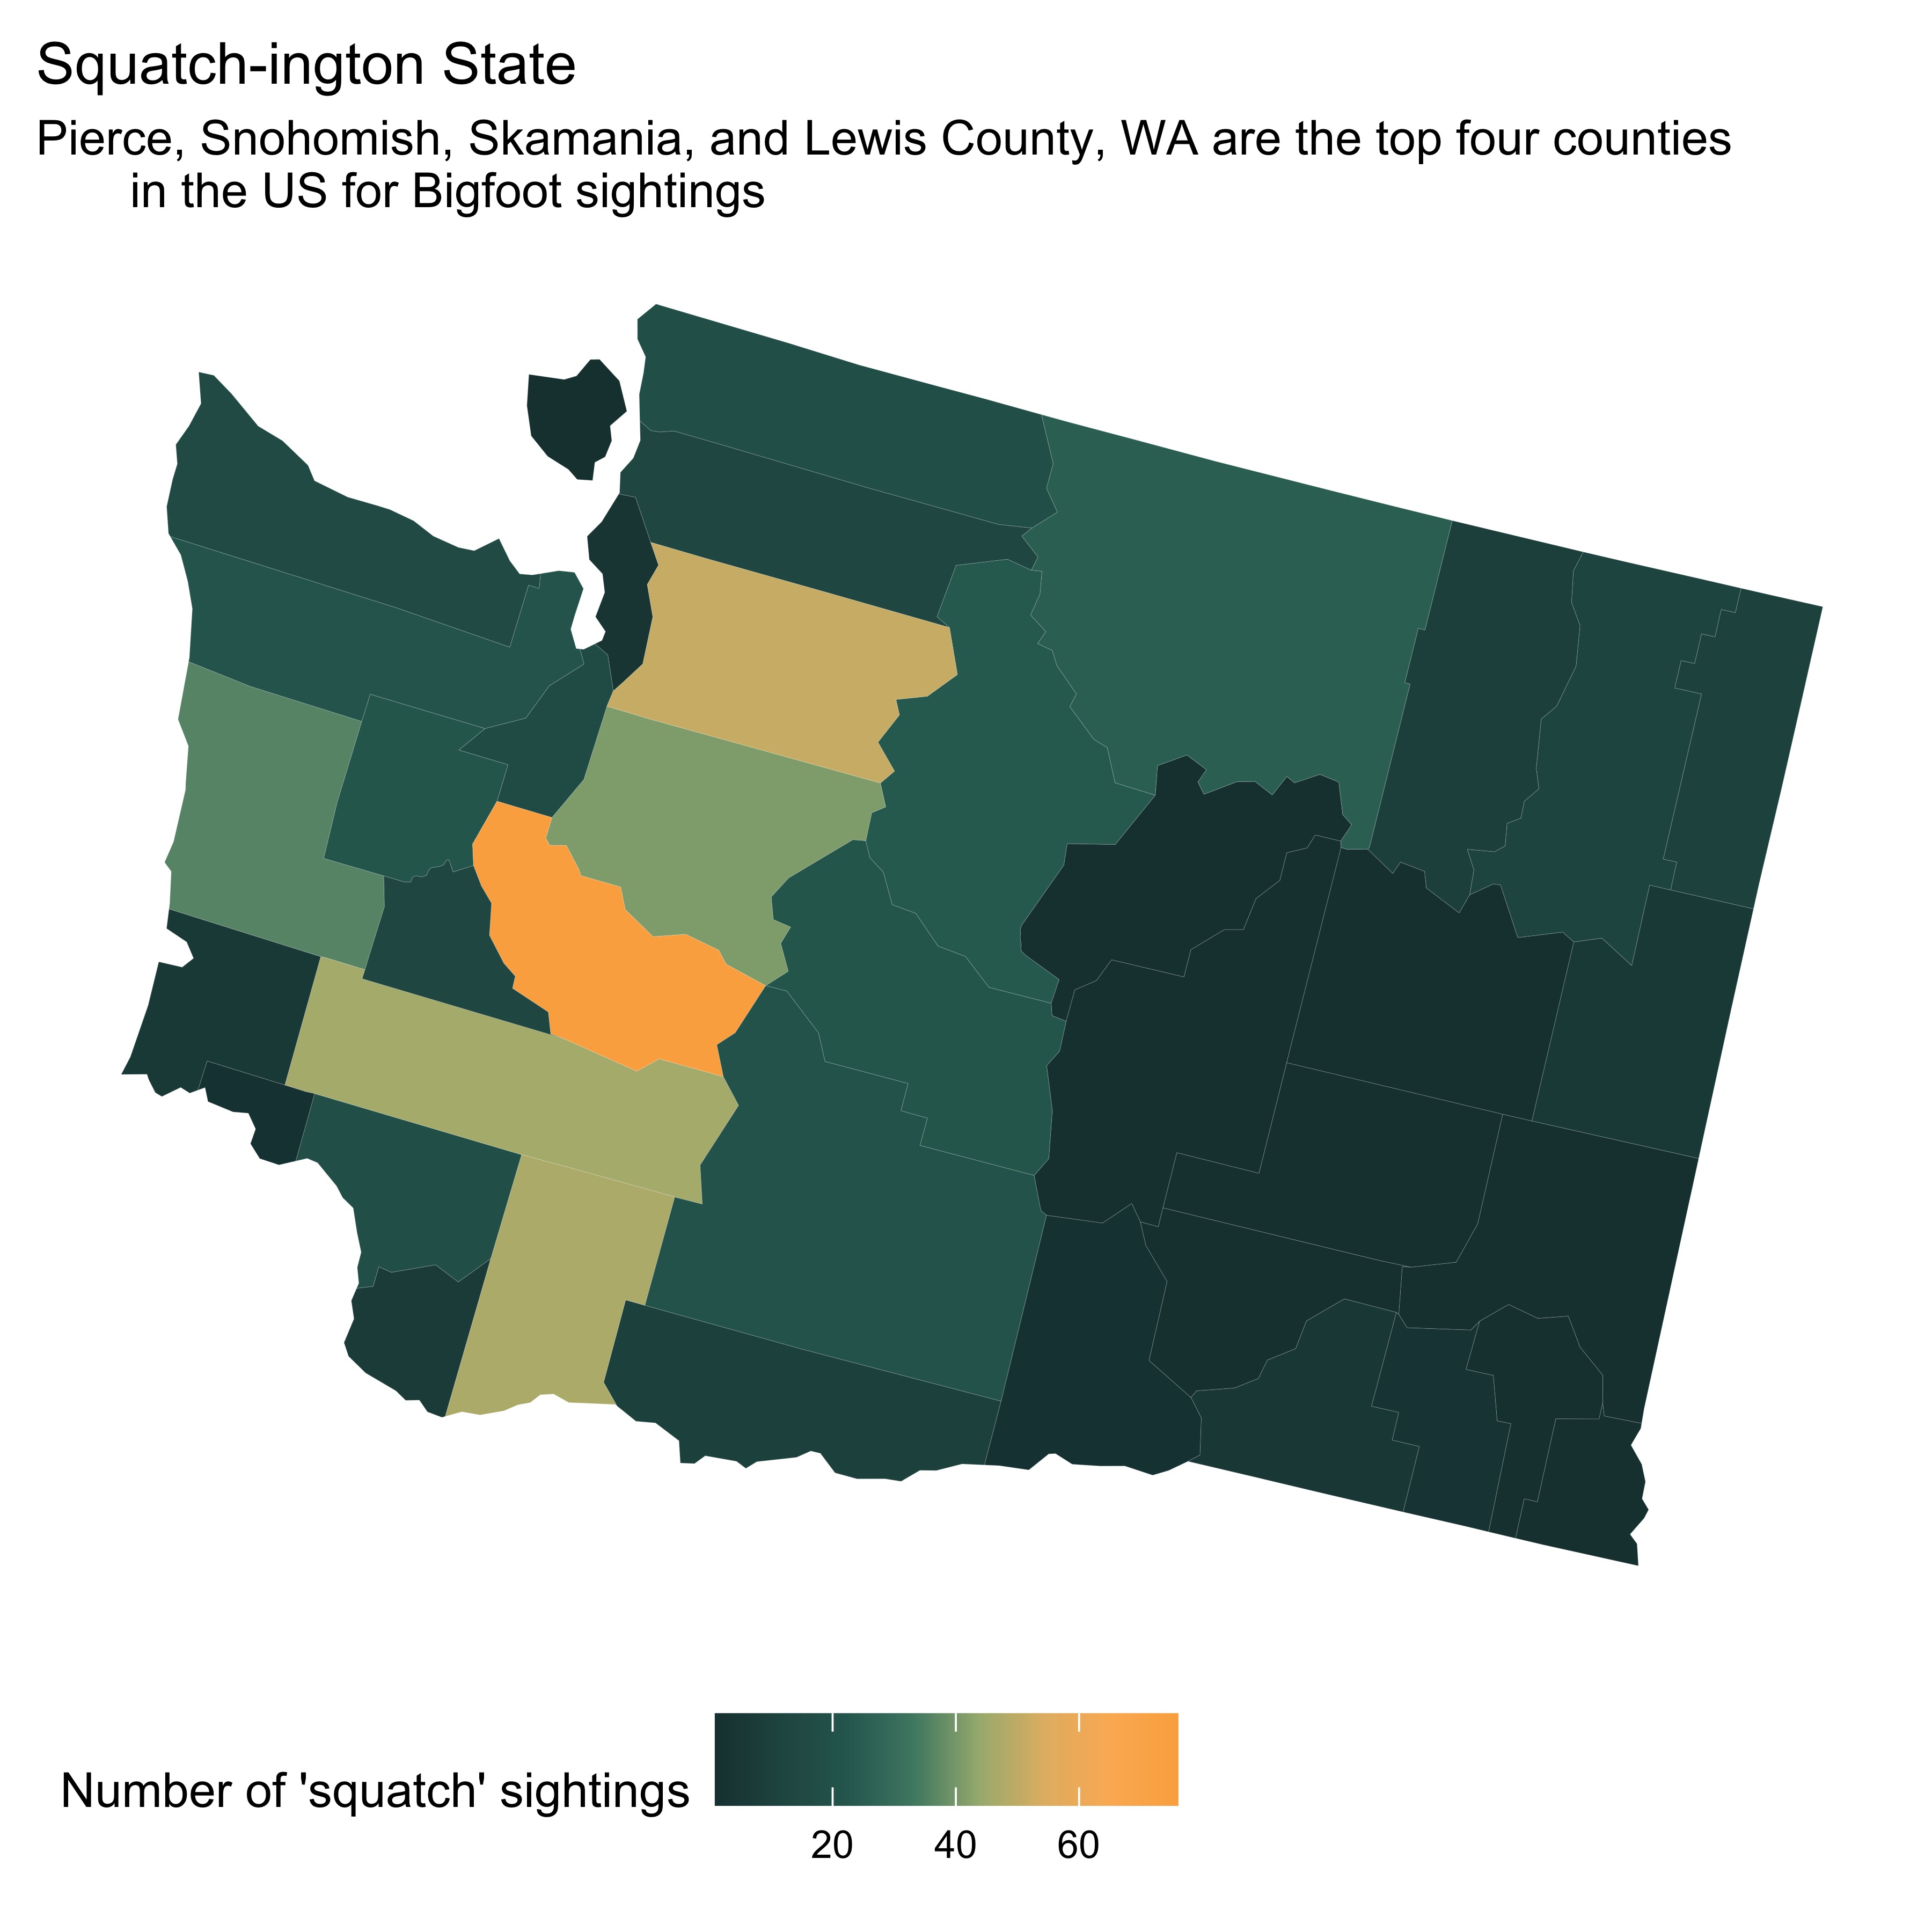 Squatch-ington State
Pierce, Snohomish, Skamania, and Lewis County, WA are the top four counties
in the US for Bigfoot sightings
Number of 'squatch' sightings
20 40 60